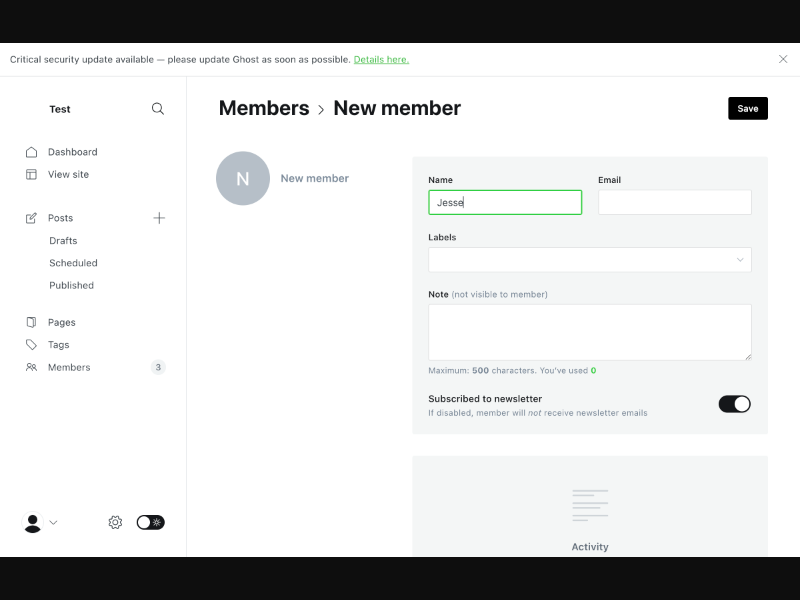 Critical security update available — please update Ghost as soon as possible. Details here.
Test
Dashboard
View site
Posts
Drafts
Scheduled
Published
Pages
Tags
Members 3
Members › New member
Save
N
New member
Name
Email
Jesse
Labels
Note (not visible to member)
Maximum: 500 characters. You've used 0
Subscribed to newsletter
If disabled, member will not receive newsletter emails
Activity